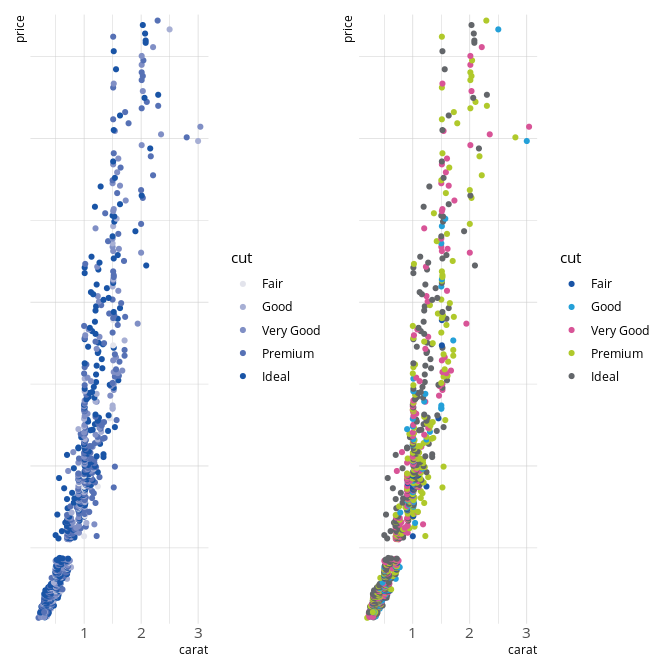 price
cut
Fair
Good
Very Good
Premium
Ideal
1 2 3
carat
price
cut
Fair
Good
Very Good
Premium
Ideal
1 2 3
carat